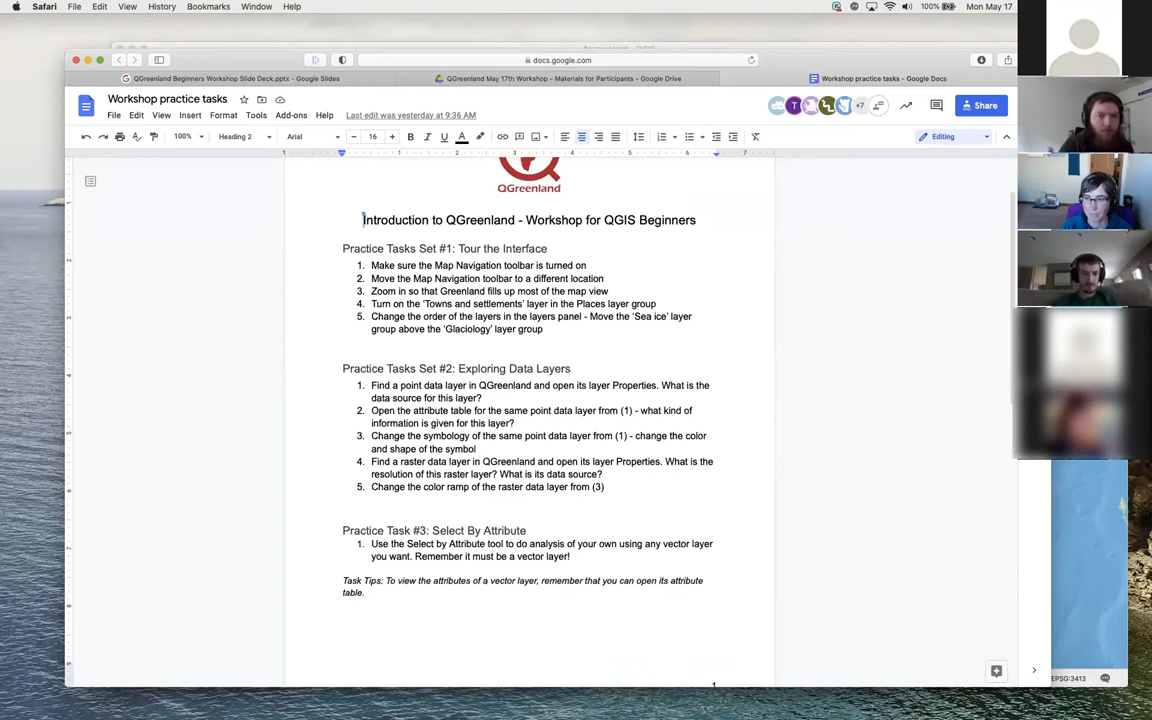 Safari File Edit View History Bookmarks Window Help 100% Mon May 17
docs.google.com
QGreenland Beginners Workshop Slide Deck.pptx - Google Slides QGreenland May 17th Workshop - Materials for Participants - Google Drive Workshop practice tasks - Google Docs
Workshop practice tasks
T +7 Share
File Edit View Insert Format Tools Add-ons Help Last edit was yesterday at 9:36 AM
100% Heading 2 Arial 16 Editing
1 1 2 3 4 5 6 7
QGreenland
Introduction to QGreenland - Workshop for QGIS Beginners
Practice Tasks Set #1: Tour the Interface
1. Make sure the Map Navigation toolbar is turned on
2. Move the Map Navigation toolbar to a different location
3. Zoom in so that Greenland fills up most of the map view
4. Turn on the 'Towns and settlements' layer in the Places layer group
5. Change the order of the layers in the layers panel - Move the 'Sea ice' layer
group above the 'Glaciology' layer group
Practice Tasks Set #2: Exploring Data Layers
1. Find a point data layer in QGreenland and open its layer Properties. What is the
data source for this layer?
2. Open the attribute table for the same point data layer from (1) - what kind of
information is given for this layer?
3. Change the symbology of the same point data layer from (1) - change the color
and shape of the symbol
4. Find a raster data layer in QGreenland and open its layer Properties. What is the
resolution of this raster layer? What is its data source?
5. Change the color ramp of the raster data layer from (3)
Practice Task #3: Select By Attribute
1. Use the Select by Attribute tool to do analysis of your own using any vector layer
you want. Remember it must be a vector layer!
Task Tips: To view the attributes of a vector layer, remember that you can open its attribute
table.
EPSG:3413
1